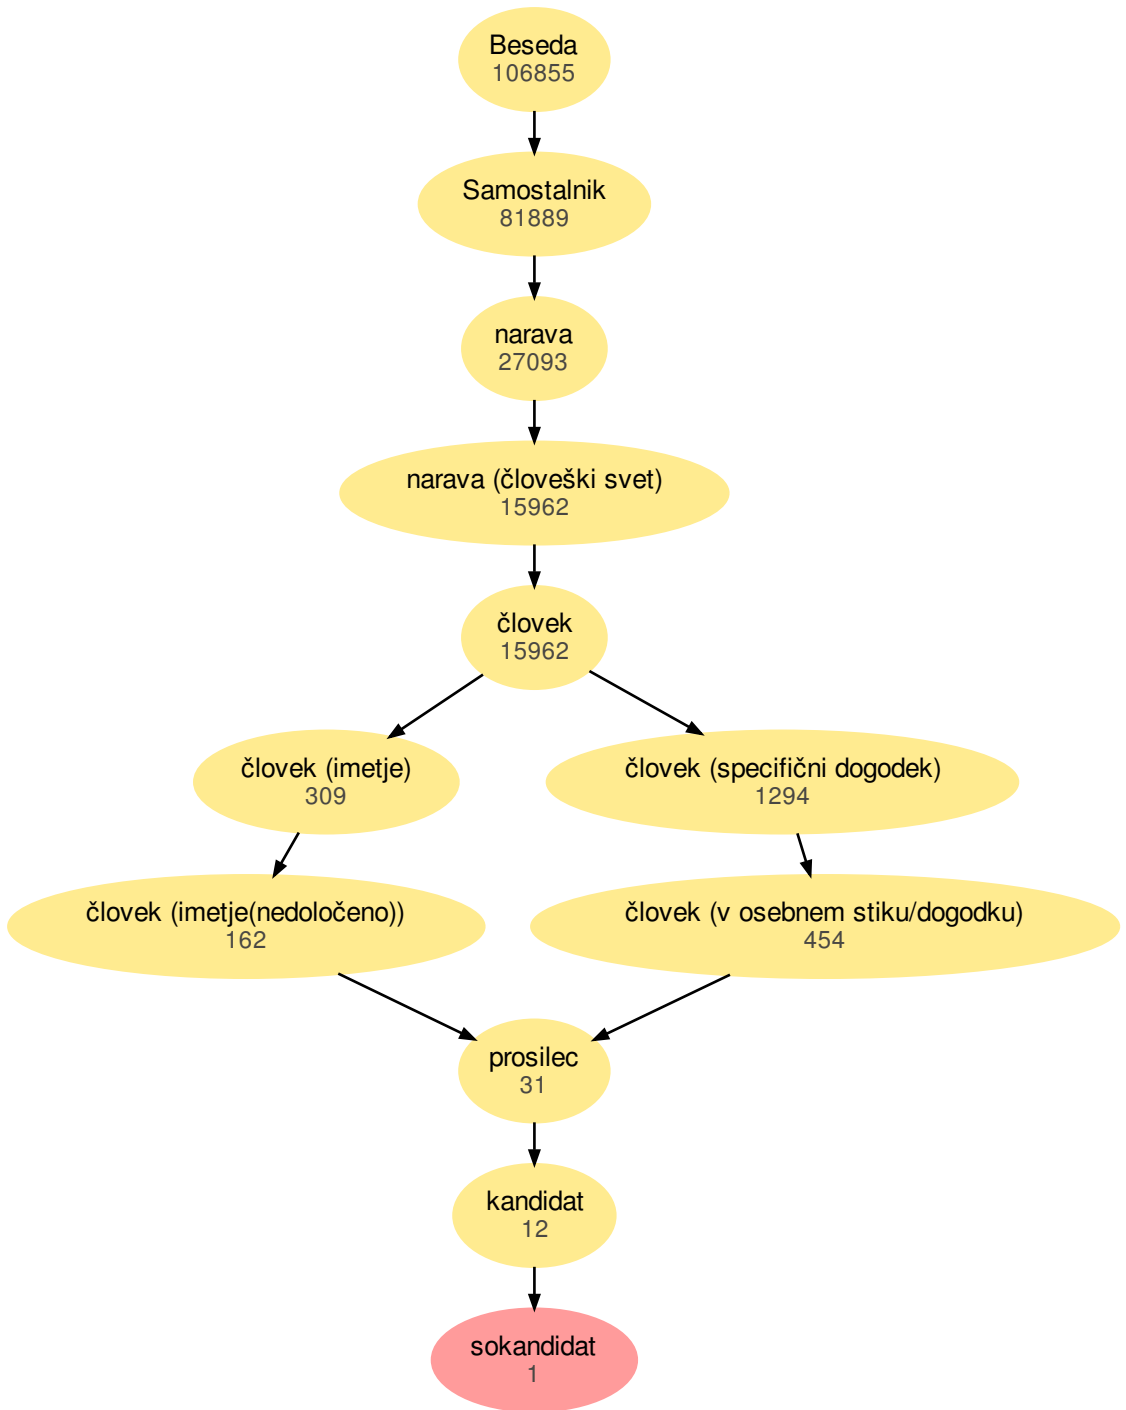 Beseda
106855
Samostalnik
81889
narava
27093
narava (človeški svet)
15962
človek
15962
človek (imetje)
309
človek (specifični dogodek)
1294
človek (imetje(nedoločeno))
162
človek (v osebnem stiku/dogodku)
454
prosilec
31
kandidat
12
sokandidat
1